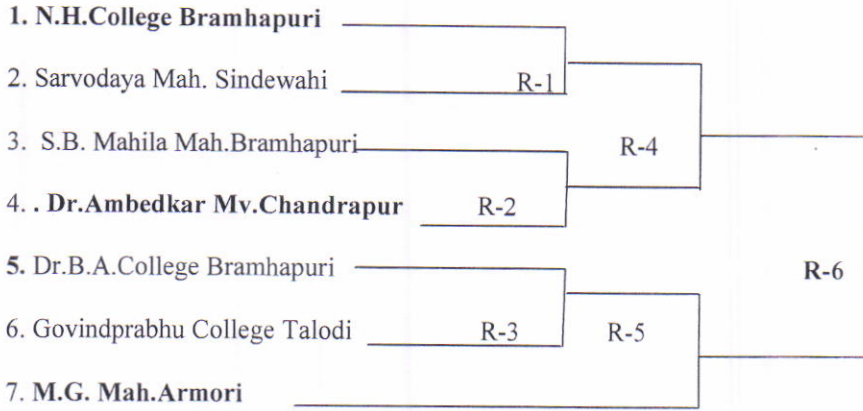 1. N.H.College Bramhapuri
2. Sarvodaya Mah. Sindewahi R-1
3. S.B. Mahila Mah.Bramhapuri R-4
4. . Dr.Ambedkar Mv.Chandrapur R-2
5. Dr.B.A.College Bramhapuri R-6
6. Govindprabhu College Talodi R-3 R-5
7. M.G. Mah.Armori